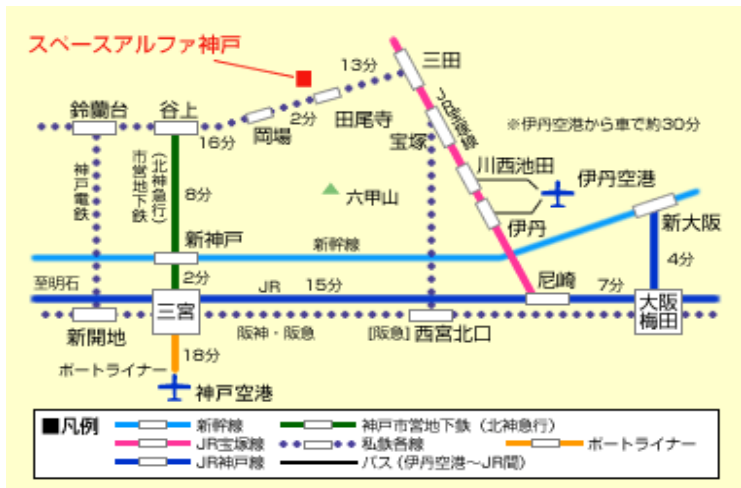 スペースアルファ神戸
三田
13分
鈴蘭台
谷上
2分
田尾寺
岡場
16分
宝塚
JR宝塚線
※伊丹空港から車で約30分
神戸電鉄
市営地下鉄
(北神急行)
8分
六甲山
川西池田
伊丹空港
伊丹
新大阪
新神戸
新幹線
4分
至明石
2分
JR
15分
尼崎
7分
三宮
大阪
梅田
新開地
阪神・阪急
[阪急]西宮北口
ポートライナー
18分
神戸空港
■凡例
新幹線
神戸市営地下鉄(北神急行)
JR宝塚線
私鉄各線
ポートライナー
JR神戸線
バス(伊丹空港~JR間)